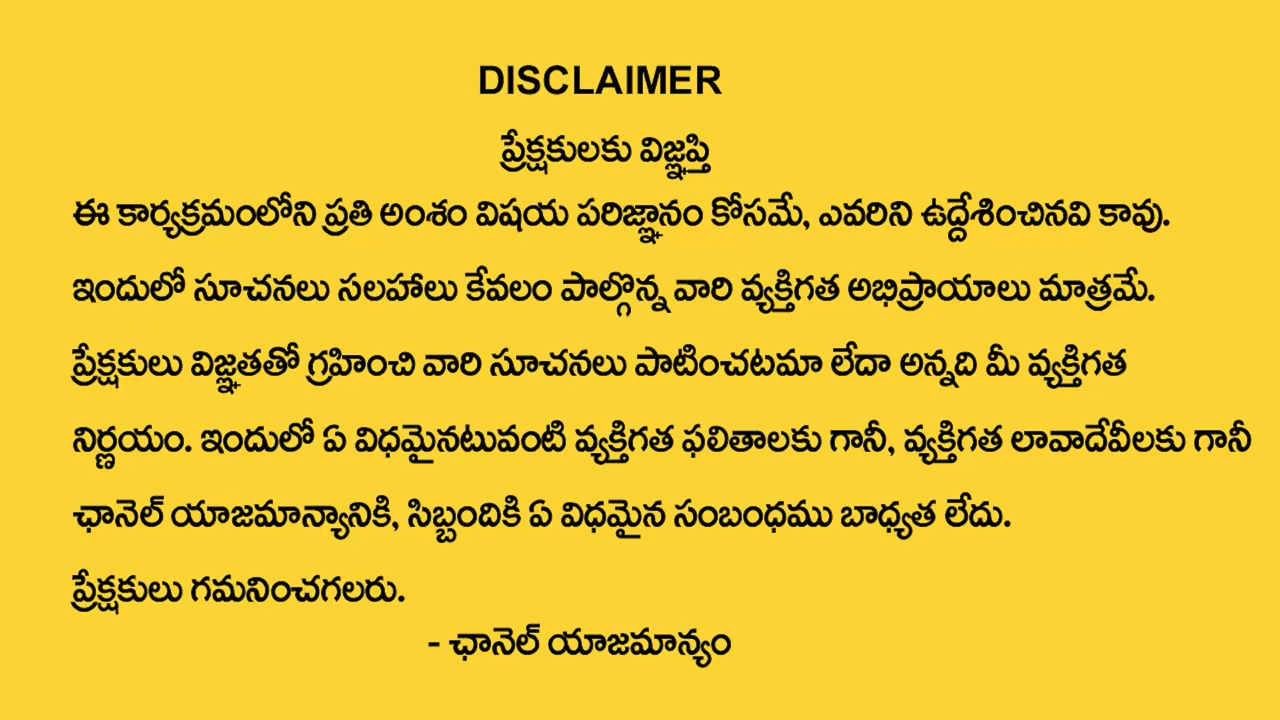 DISCLAIMER
ప్రేక్షకులకు విజ్ఞప్తి
ఈ కార్యక్రమంలోని ప్రతి అంశం విషయ పరిజ్ఞానం కోసమే, ఎవరిని ఉద్దేశించినవి కావు.
ఇందులో సూచనలు సలహాలు కేవలం పాల్గొన్న వారి వ్యక్తిగత అభిప్రాయాలు మాత్రమే.
ప్రేక్షకులు విజ్ఞతతో గ్రహించి వారి సూచనలు పాటించటమా లేదా అన్నది మీ వ్యక్తిగత
నిర్ణయం. ఇందులో ఏ విధమైనటువంటి వ్యక్తిగత ఫలితాలకు గానీ, వ్యక్తిగత లావాదేవీలకు గానీ
ఛానెల్ యాజమాన్యానికి, సిబ్బందికి ఏ విధమైన సంబంధము బాధ్యత లేదు.
ప్రేక్షకులు గమనించగలరు.
- ఛానెల్ యాజమాన్యం